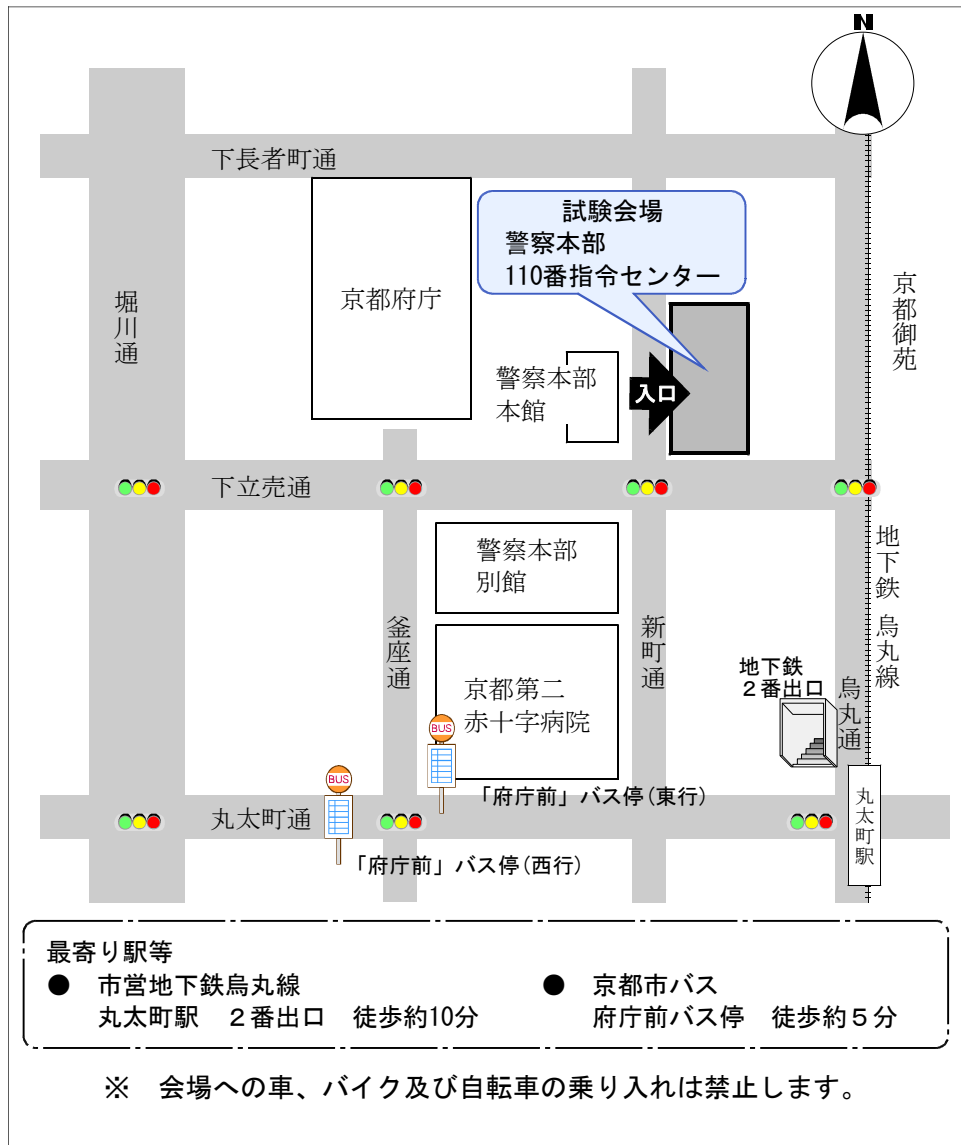 N
下長者町通
試験会場
警察本部
110番指令センター
京都府庁
堀川通
京都御苑
警察本部
本館
入口
下立売通
警察本部
別館
地下鉄 烏丸線
釜座通
新町通
京都第二
赤十字病院
地下鉄
２番出口
烏丸通
BUS
BUS
「府庁前」バス停(東行)
丸太町通
丸太町駅
「府庁前」バス停(西行)
最寄り駅等
● 市営地下鉄烏丸線
丸太町駅　２番出口　徒歩約10分
● 京都市バス
府庁前バス停　徒歩約５分
※　会場への車、バイク及び自転車の乗り入れは禁止します。